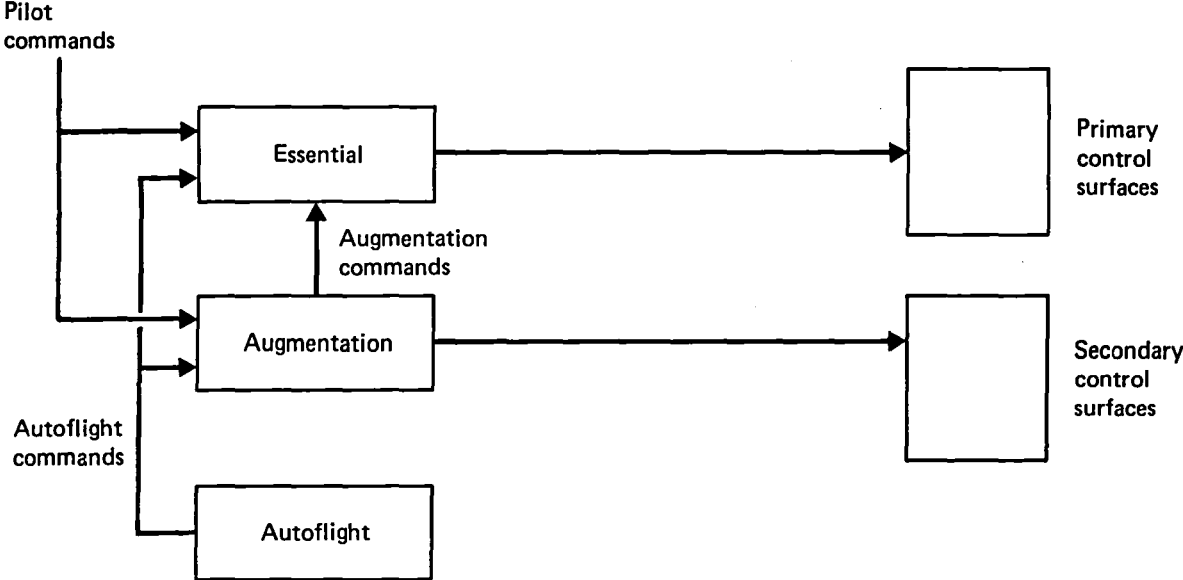 Pilot
commands
Essential
Primary
control
surfaces
Augmentation
commands
Augmentation
Secondary
control
surfaces
Autoflight
commands
Autoflight